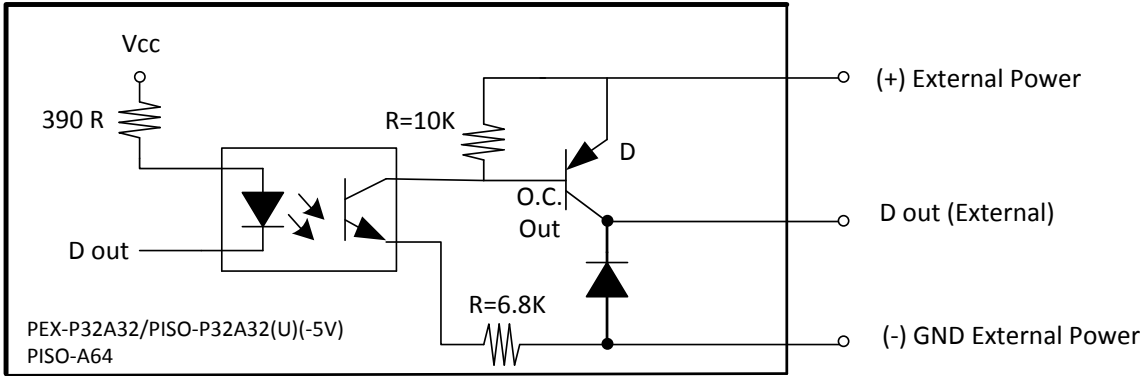 Vcc
390 R
R=10K
(+) External Power
D
O.C.
Out
D out (External)
D out
R=6.8K
PEX-P32A32/PISO-P32A32(U)(-5V)
PISO-A64
(-) GND External Power